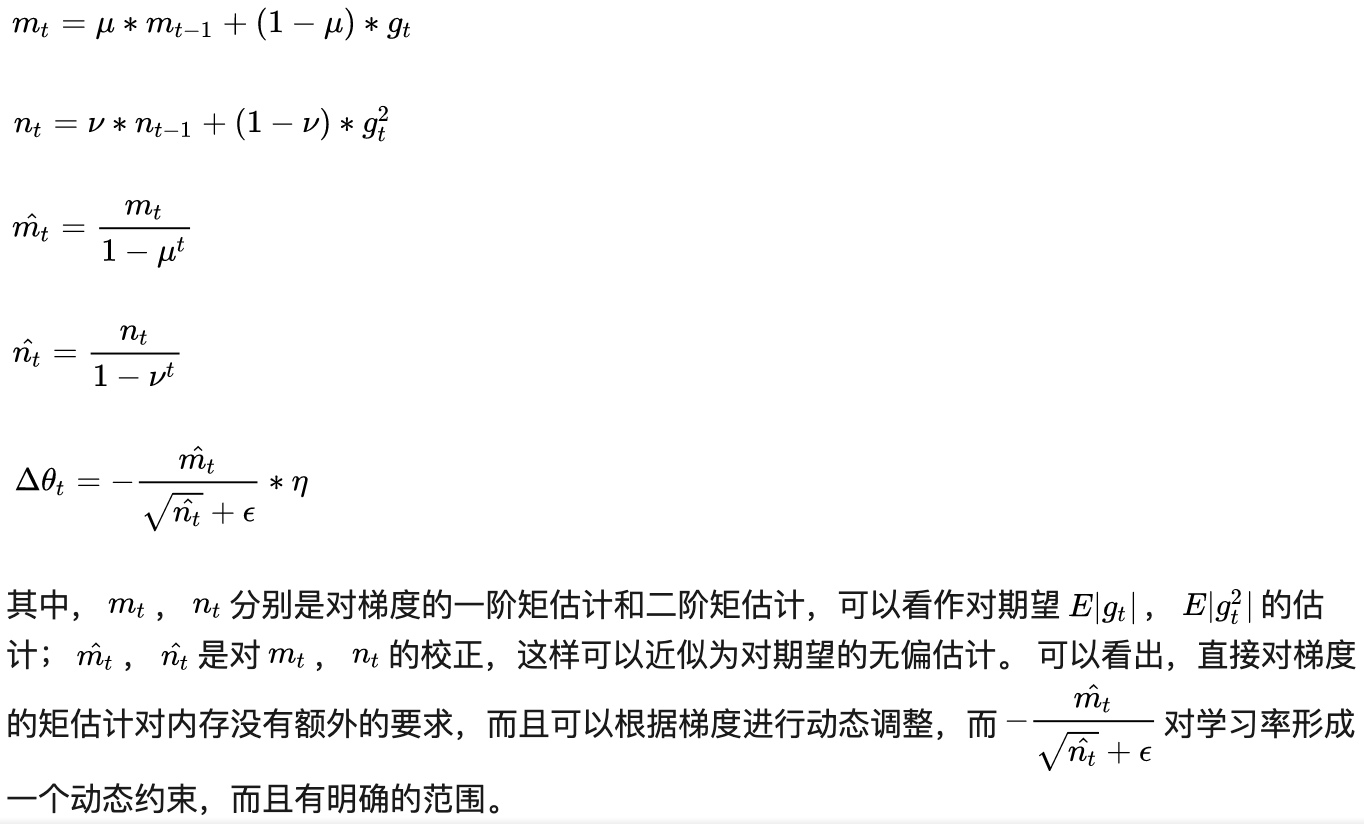 $m_t = \mu * m_{t-1} + (1 - \mu) * g_t$
$n_t = \nu * n_{t-1} + (1 - \nu) * g_t^2$
$\hat{m_t} = \frac{m_t}{1 - \mu^t}$
$\hat{n_t} = \frac{n_t}{1 - \nu^t}$
$\Delta\theta_t = -\frac{\hat{m_t}}{\sqrt{\hat{n_t}} + \epsilon} * \eta$
其中， $m_t$ ， $n_t$ 分别是对梯度的一阶矩估计和二阶矩估计，可以看作对期望 $E|g_t|$ ， $E|g_t^2|$ 的估
计； $\hat{m_t}$ ， $\hat{n_t}$ 是对 $m_t$ ， $n_t$ 的校正，这样可以近似为对期望的无偏估计。 可以看出，直接对梯度
的矩估计对内存没有额外的要求，而且可以根据梯度进行动态调整，而 $-\frac{\hat{m_t}}{\sqrt{\hat{n_t}} + \epsilon}$ 对学习率形成
一个动态约束，而且有明确的范围。